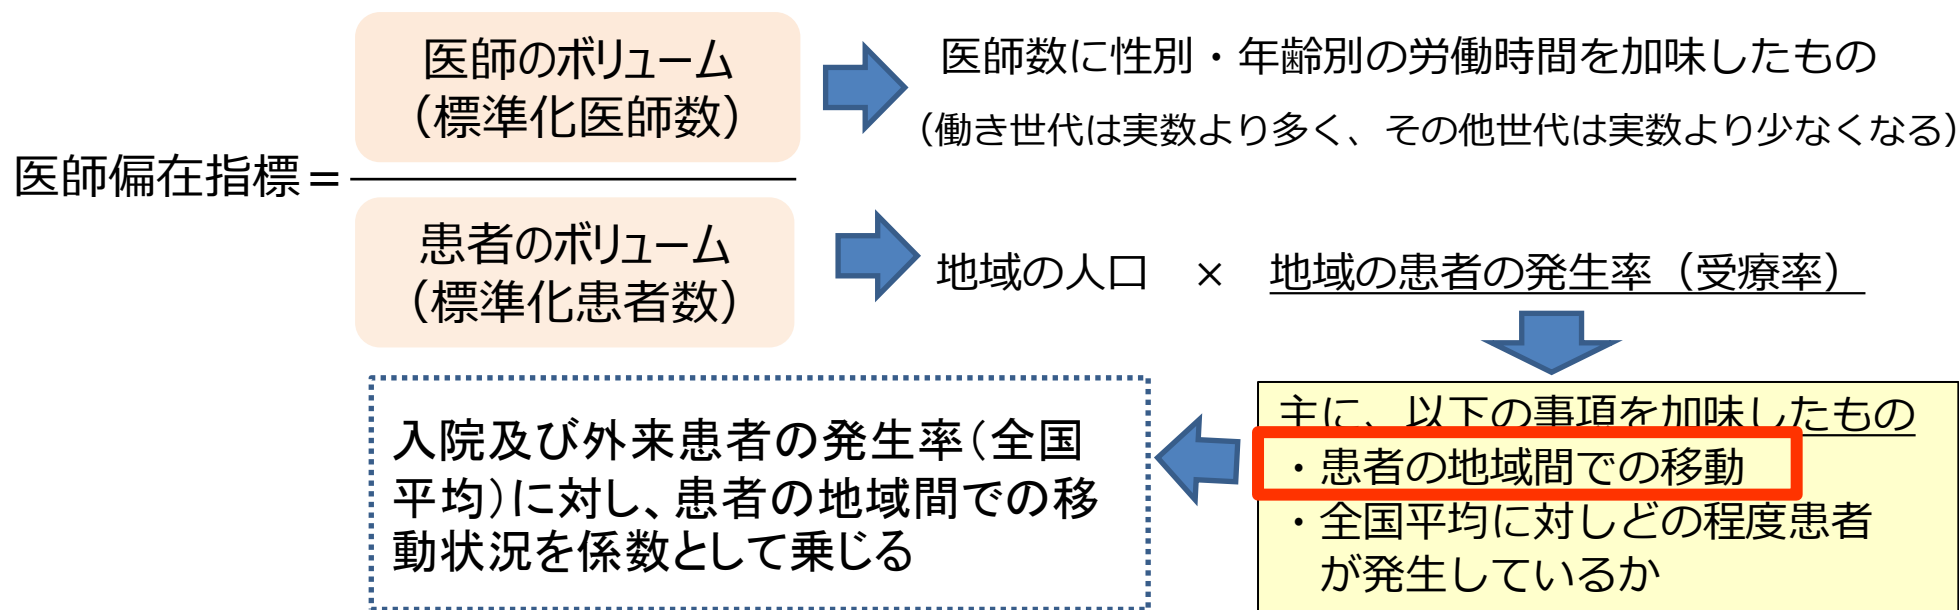 医師のボリューム
（標準化医師数）
医師数に性別・年齢別の労働時間を加味したもの
（働き世代は実数より多く、その他世代は実数より少なくなる）
医師偏在指標＝
患者のボリューム
（標準化患者数）
地域の人口　×　地域の患者の発生率（受療率）
主に、以下の事項を加味したもの
・患者の地域間での移動
・全国平均に対しどの程度患者
が発生しているか
入院及び外来患者の発生率（全国
平均）に対し、患者の地域間での移
動状況を係数として乗じる